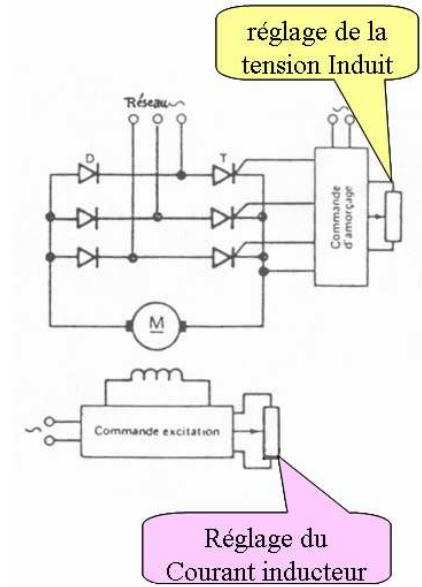 réglage de la
tension Induit
Réseau ~
D
T
~
Commande
d'amorçage
M
~
Commande excitation
Réglage du
Courant inducteur